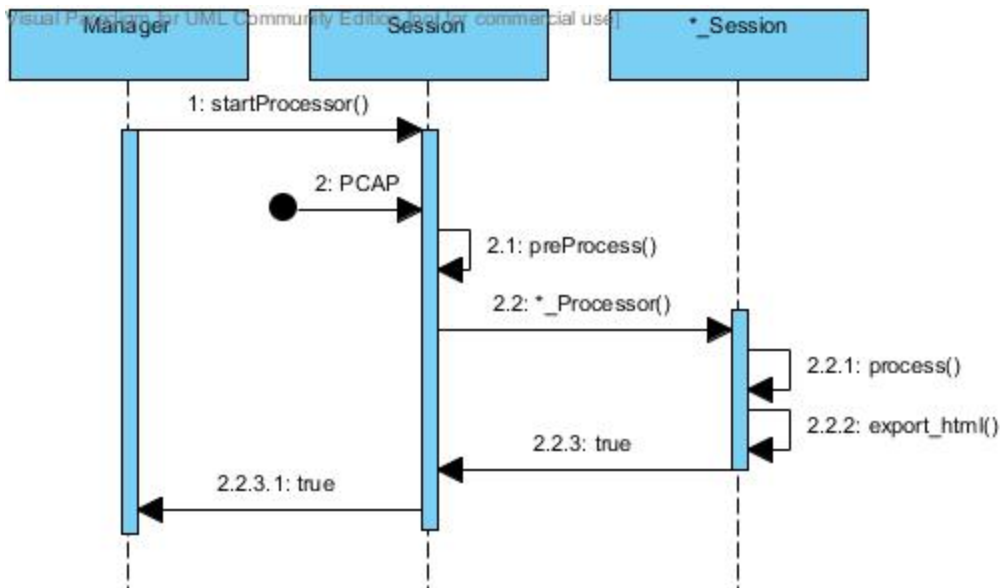 Visual Paradigm for UML Community Edition [not for commercial use]
Manager
Session
*_Session
1: startProcessor()
2: PCAP
2.1: preProcess()
2.2: *_Processor()
2.2.1: process()
2.2.2: export_html()
2.2.3: true
2.2.3.1: true